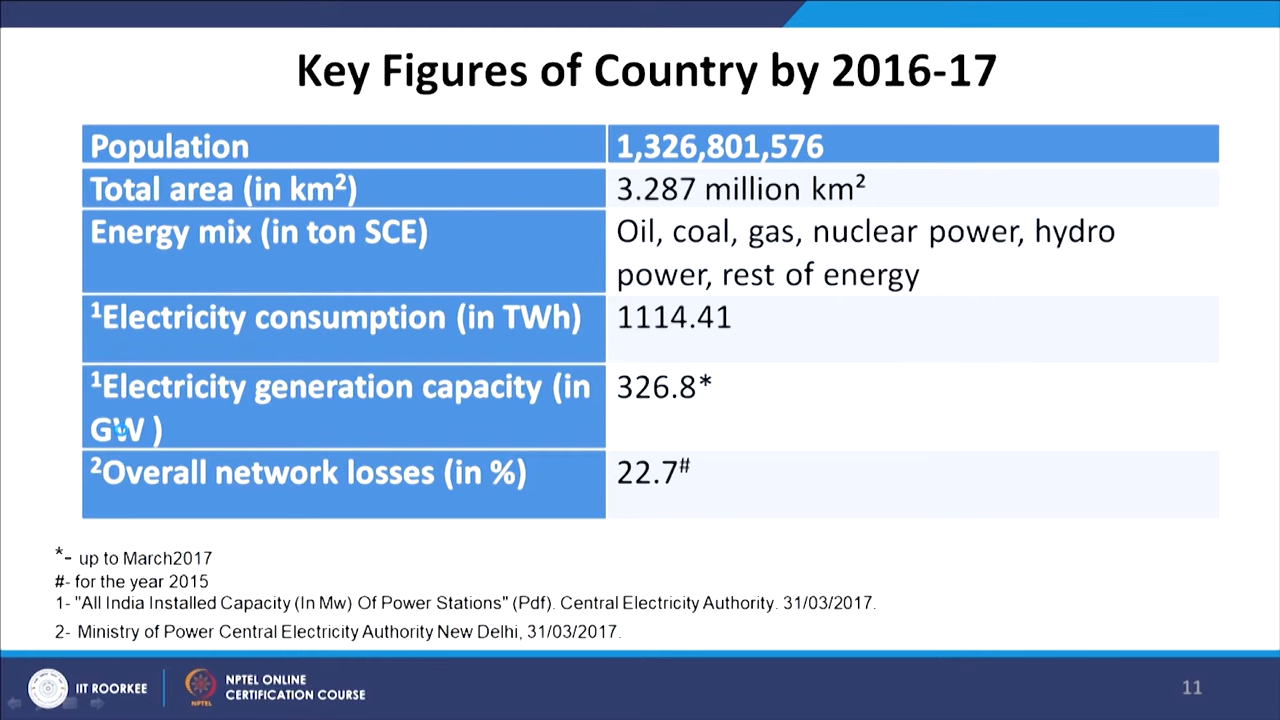 Key Figures of Country by 2016-17
Population 1,326,801,576
Total area (in km²) 3.287 million km²
Energy mix (in ton SCE) Oil, coal, gas, nuclear power, hydro
power, rest of energy
¹Electricity consumption (in TWh) 1114.41
¹Electricity generation capacity (in 326.8*
GW )
²Overall network losses (in %) 22.7#
*- up to March2017
#- for the year 2015
1- "All India Installed Capacity (In Mw) Of Power Stations" (Pdf). Central Electricity Authority. 31/03/2017.
2- Ministry of Power Central Electricity Authority New Delhi, 31/03/2017.
IIT ROORKEE
NPTEL
NPTEL ONLINE
CERTIFICATION COURSE
11